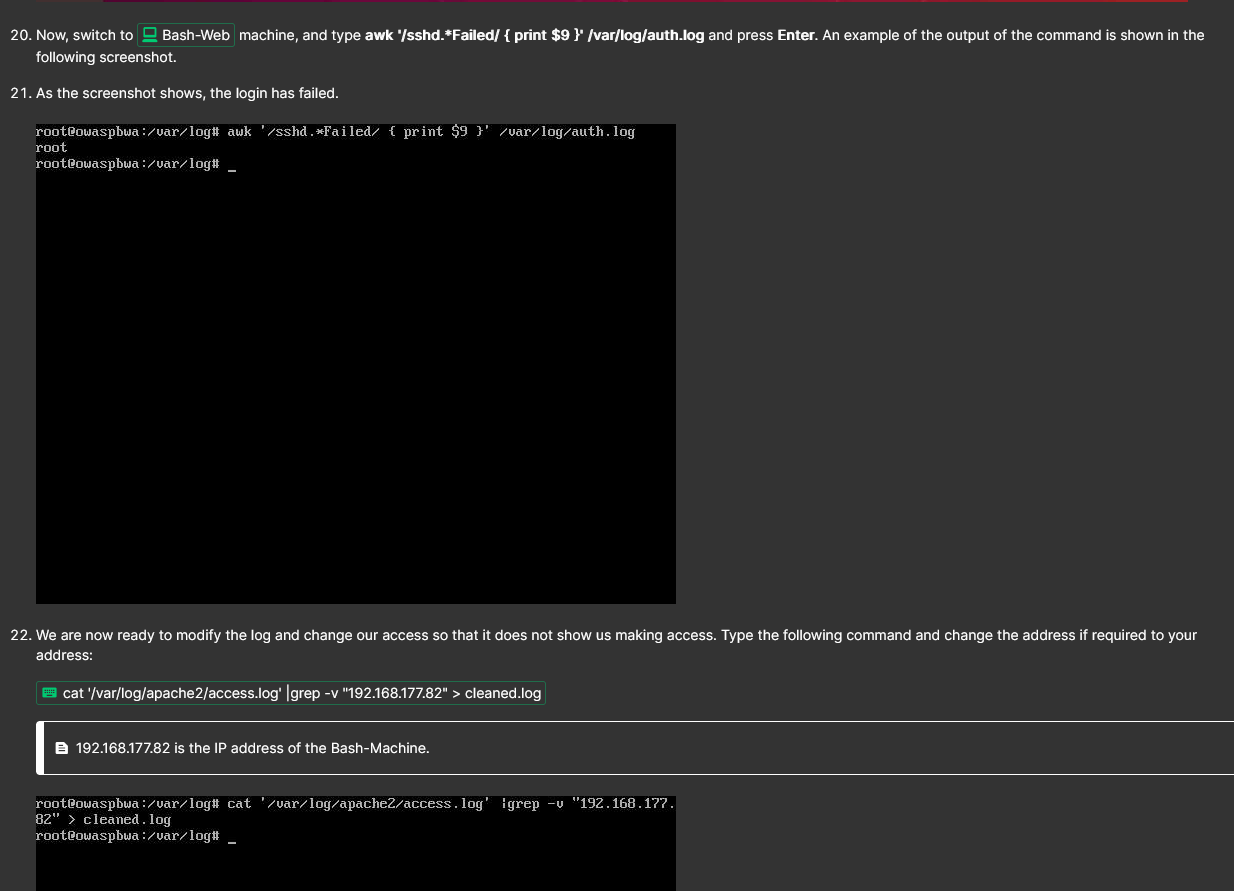 20. Now, switch to Bash-Web machine, and type awk '/sshd.*Failed/ { print $9 }' /var/log/auth.log and press Enter. An example of the output of the command is shown in the
following screenshot.
21. As the screenshot shows, the login has failed.
root@owaspbwa:/var/log# awk '/sshd.*Failed/ { print $9 }' /var/log/auth.log
root
root@owaspbwa:/var/log# _
22. We are now ready to modify the log and change our access so that it does not show us making access. Type the following command and change the address if required to your
address:
cat '/var/log/apache2/access.log' |grep -v "192.168.177.82" > cleaned.log
192.168.177.82 is the IP address of the Bash-Machine.
root@owaspbwa:/var/log# cat '/var/log/apache2/access.log' |grep -v "192.168.177.
82" > cleaned.log
root@owaspbwa:/var/log# _